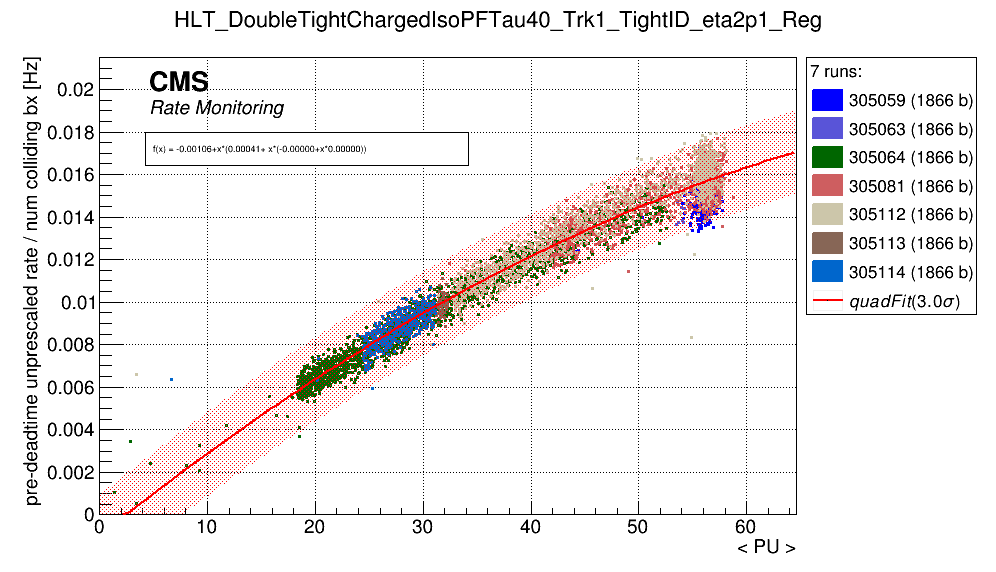 HLT_DoubleTightChargedIsoPFTau40_Trk1_TightID_eta2p1_Reg
pre-deadtime unprescaled rate / num colliding bx [Hz]
CMS
Rate Monitoring
f(x) = -0.00106+x*(0.00041+ x*(-0.00000+x*0.00000))
0.02
0.018
0.016
0.014
0.012
0.01
0.008
0.006
0.004
0.002
0
0 10 20 30 40 50 60
< PU >
7 runs:
305059 (1866 b)
305063 (1866 b)
305064 (1866 b)
305081 (1866 b)
305112 (1866 b)
305113 (1866 b)
305114 (1866 b)
quadFit(3.0σ)